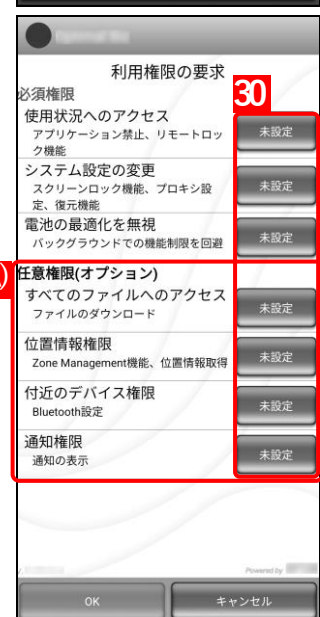 利用権限の要求
必須権限
30
使用状況へのアクセス
アプリケーション禁止、リモートロッ
ク機能
未設定
システム設定の変更
スクリーンロック機能、プロキシ設
定、復元機能
未設定
電池の最適化を無視
バックグラウンドでの機能制限を回避
未設定
)
任意権限(オプション)
すべてのファイルへのアクセス
ファイルのダウンロード
未設定
位置情報権限
Zone Management機能、位置情報取得
未設定
付近のデバイス権限
Bluetooth設定
未設定
通知権限
通知の表示
未設定
Powered by
OK
キャンセル